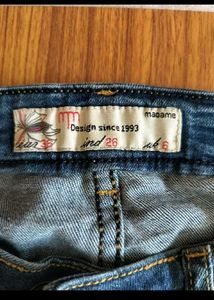 madame
Design since 1993
eur 36 ind 26 uk 6